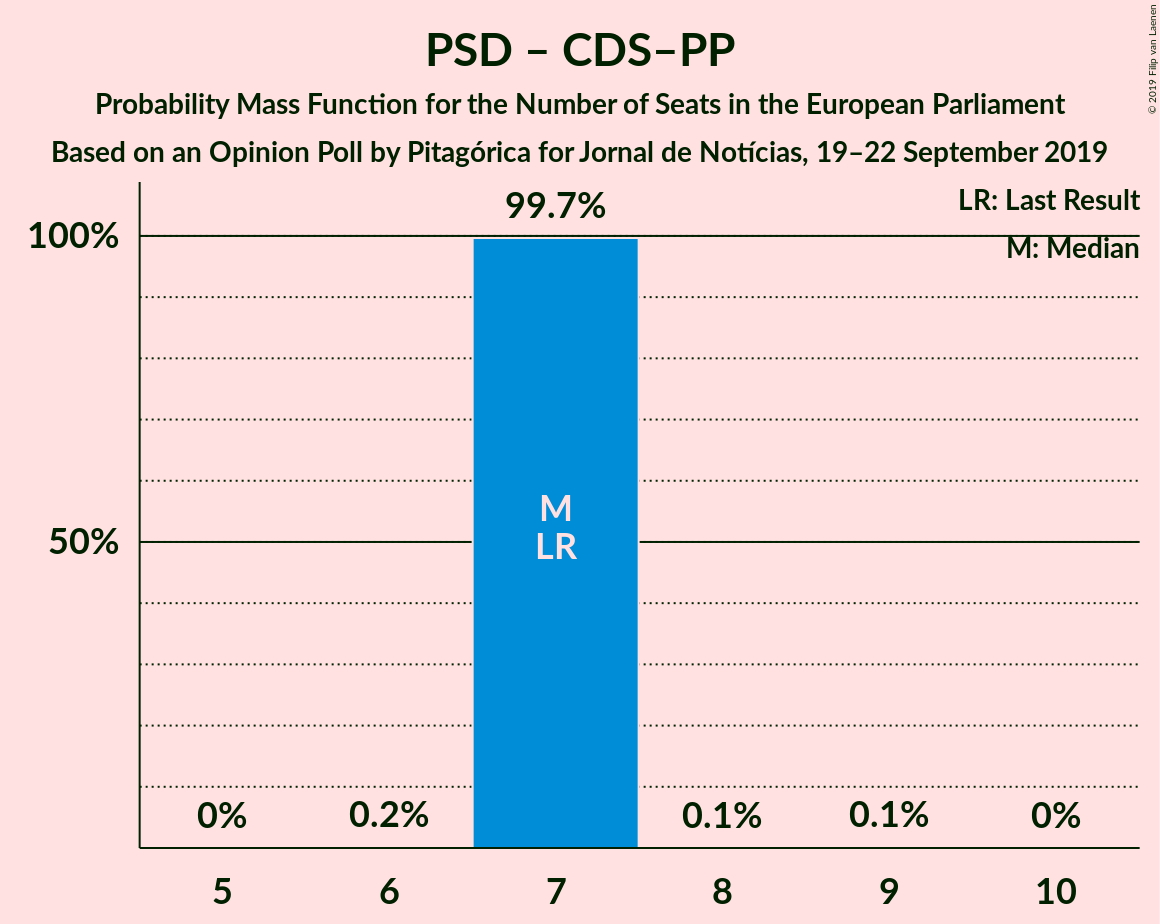 PSD – CDS–PP
Probability Mass Function for the Number of Seats in the European Parliament
Based on an Opinion Poll by Pitagórica for Jornal de Notícias, 19–22 September 2019
© 2019 Filip van Laenen
LR: Last Result
M: Median
99.7%
100%
50%
M
LR
0%
0.2%
0.1%
0.1%
0%
5
6
7
8
9
10